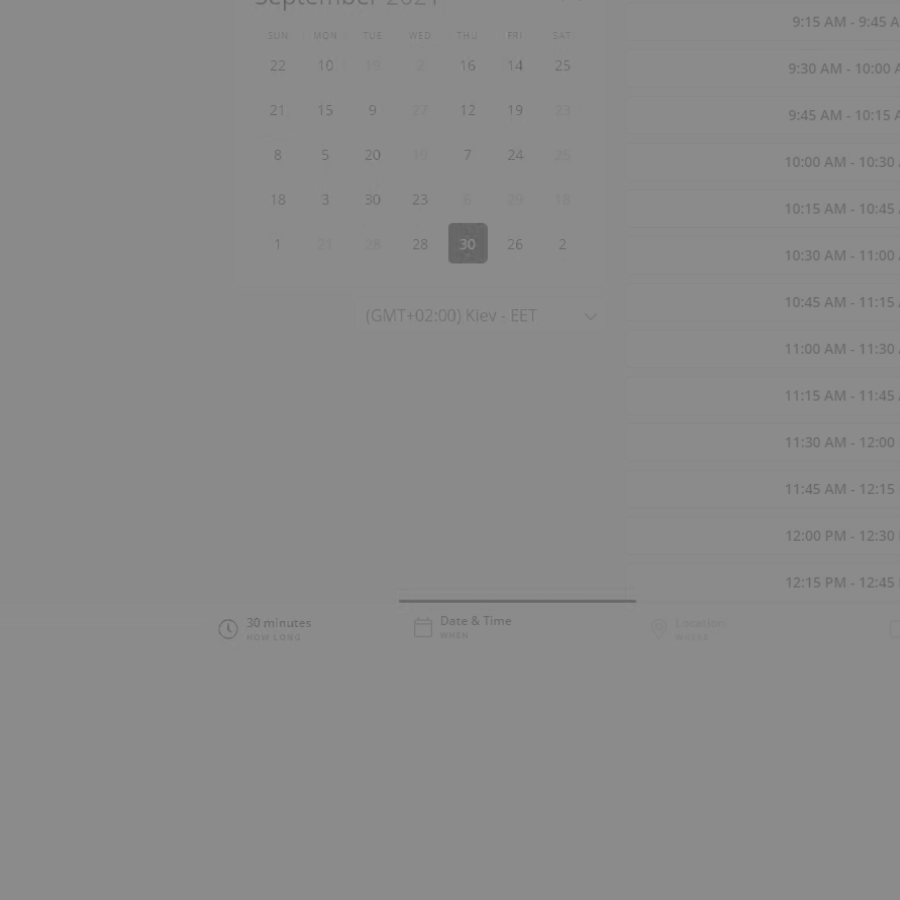 September 2021
SUN MON TUE WED THU FRI SAT
22 10 2 16 14 25
21 15 9 27 12 19 23
8 5 20 7 24
18 3 30 23 6 29
1 21 28 28 30 26 2
(GMT+02:00) Kiev - EET
9:15 AM - 9:45 A
9:30 AM - 10:00 A
9:45 AM - 10:15 A
10:00 AM - 10:30
10:15 AM - 10:45
10:30 AM - 11:00
10:45 AM - 11:15
11:00 AM - 11:30
11:15 AM - 11:45
11:30 AM - 12:00
11:45 AM - 12:15
12:00 PM - 12:30
12:15 PM - 12:45
30 minutes
HOW LONG
Date & Time
WHEN
Location
WHERE